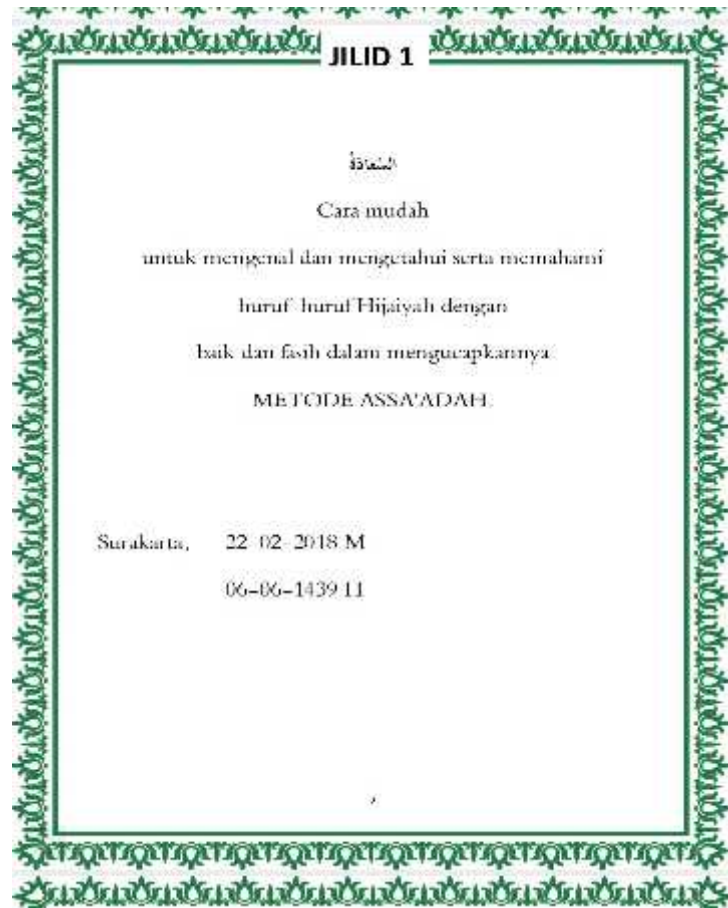 JILID 1
السَّعَادَةُ
Cara mudah
untuk mengenal dan mengetahui serta memahami
huruf-huruf Hijaiyah dengan
baik dan fasih dalam mengucapkannya
METODE ASSA'ADAH
Surakarta, 22-02-2018 M
06-06-1439 H